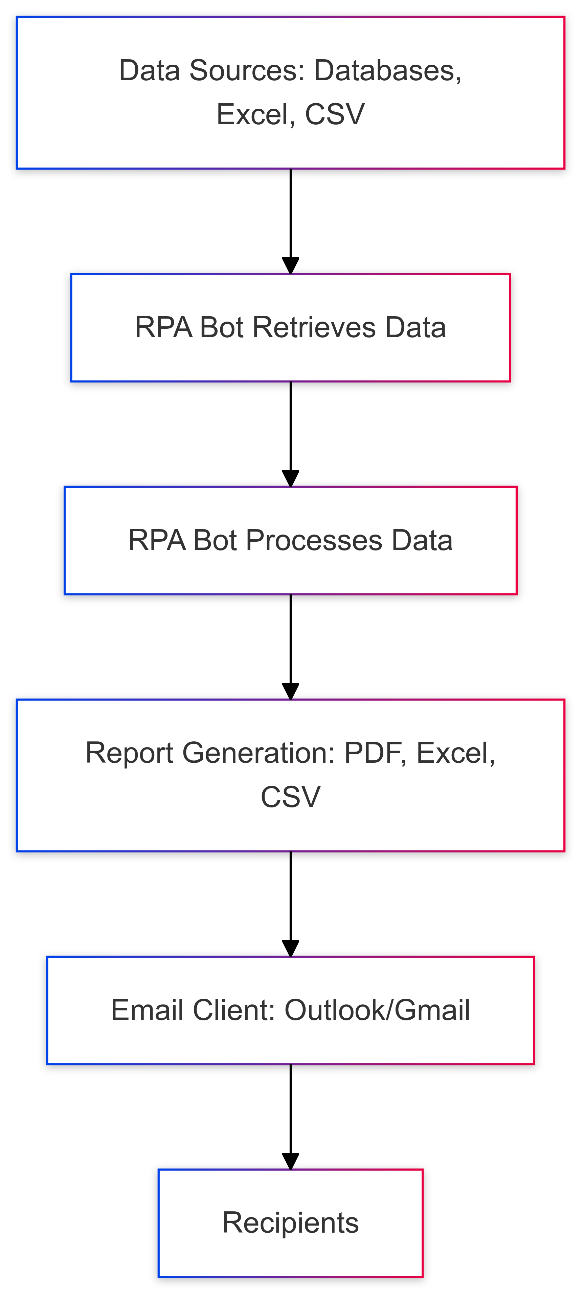 Data Sources: Databases,
Excel, CSV
RPA Bot Retrieves Data
RPA Bot Processes Data
Report Generation: PDF, Excel,
CSV
Email Client: Outlook/Gmail
Recipients